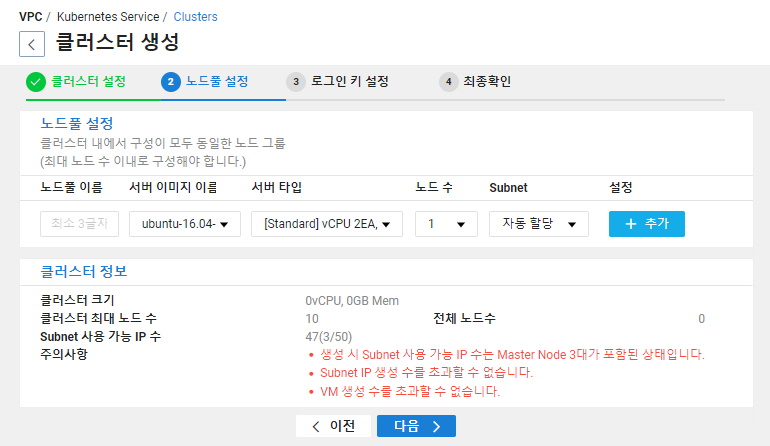 VPC / Kubernetes Service / Clusters
클러스터 생성
클러스터 설정 2 노드풀 설정 3 로그인 키 설정 4 최종확인
노드풀 설정
클러스터 내에서 구성이 모두 동일한 노드 그룹
(최대 노드 수 이내로 구성해야 합니다.)
노드풀 이름 서버 이미지 이름 서버 타입 노드 수 Subnet 설정
최소 3글자 ubuntu-16.04- [Standard] vCPU 2EA, 1 자동 할당 + 추가
클러스터 정보
클러스터 크기 0vCPU, 0GB Mem
클러스터 최대 노드 수 10 전체 노드수 0
Subnet 사용 가능 IP 수 47(3/50)
주의사항 • 생성 시 Subnet 사용 가능 IP 수는 Master Node 3대가 포함된 상태입니다.
• Subnet IP 생성 수를 초과할 수 없습니다.
• VM 생성 수를 초과할 수 없습니다.
< 이전 다음 >